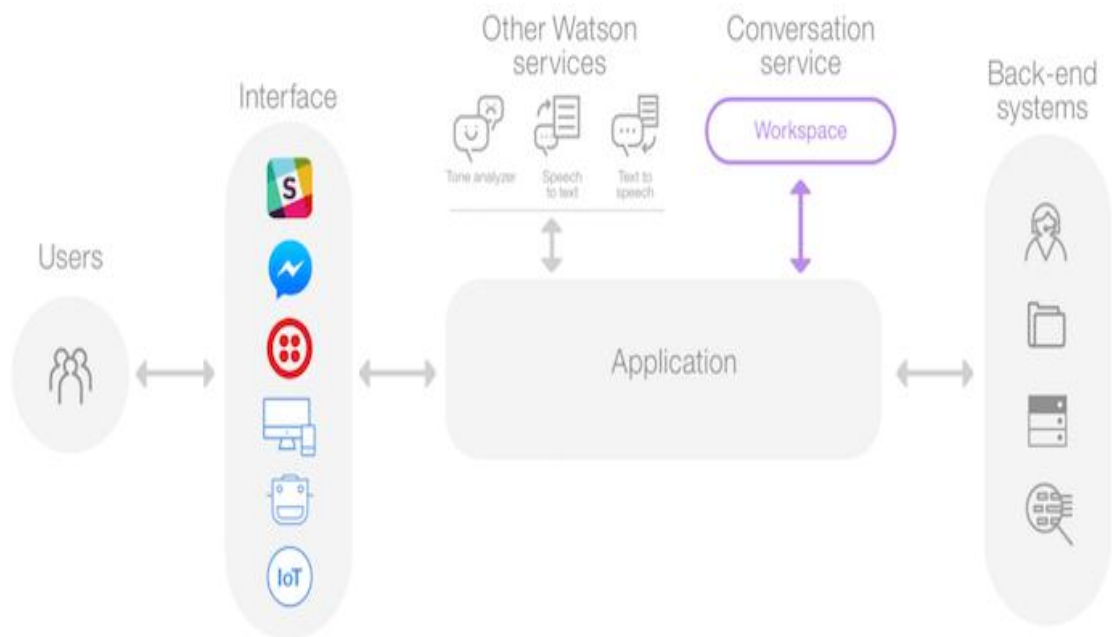 Other Watson
services
Conversation
service
Back-end
systems
Interface
Workspace
Tone analyzer
Speech
to text
Text to
speech
S
Users
Application
IoT